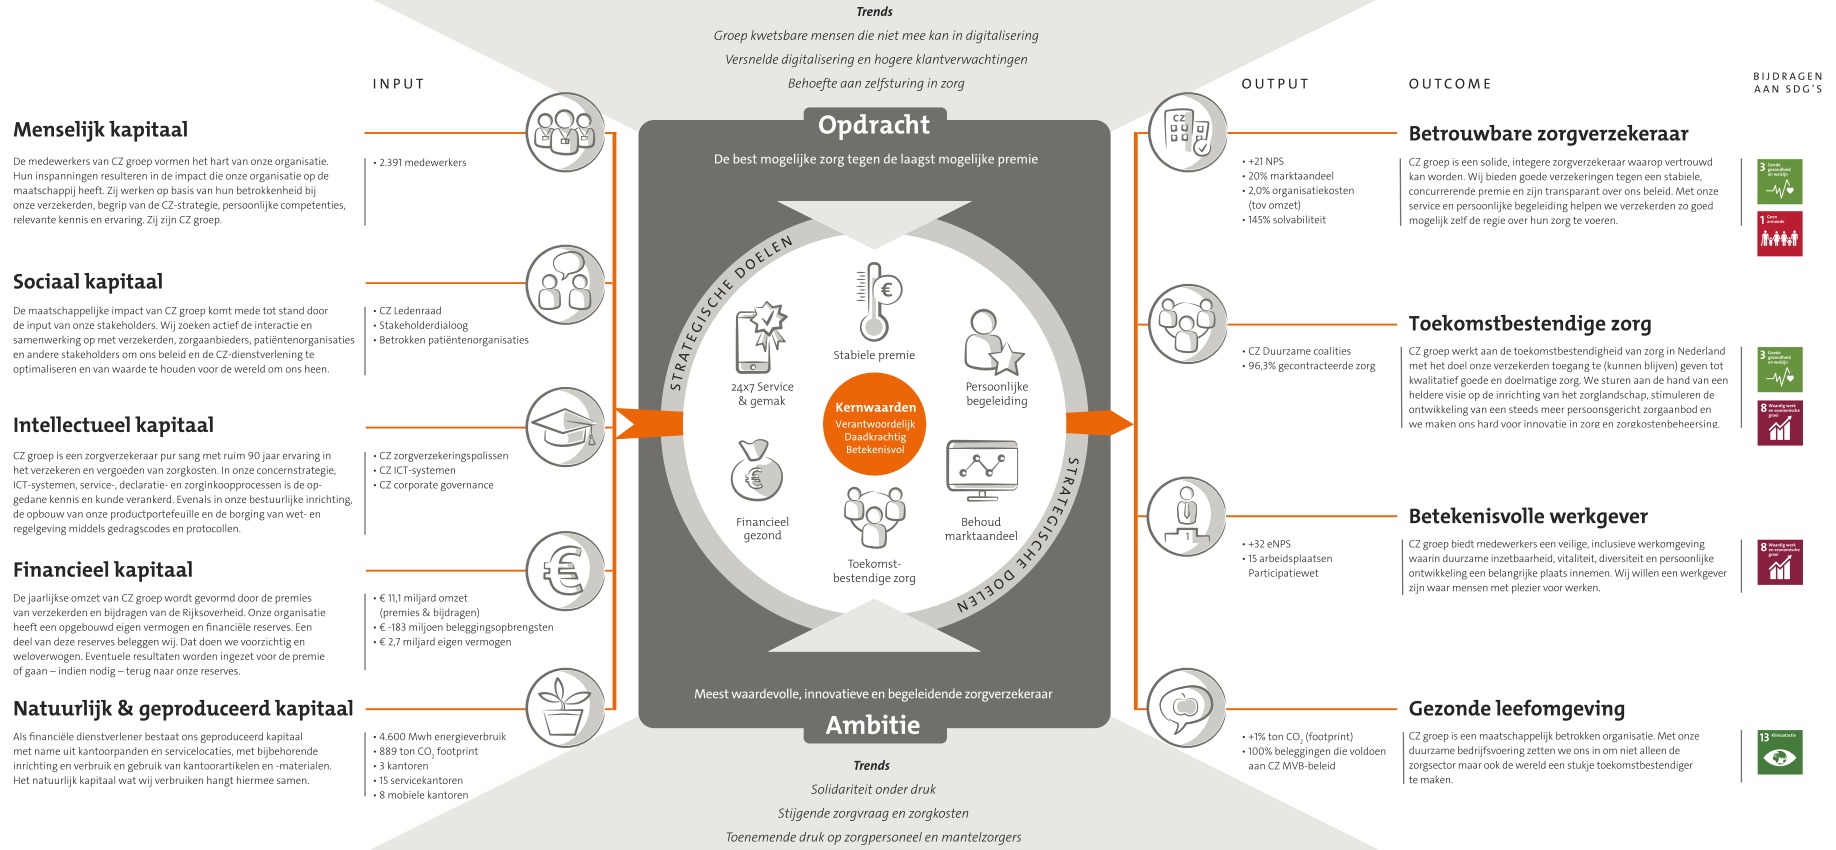 Trends
Groep kwetsbare mensen die niet mee kan in digitalisering
Versnelde digitalisering en hogere klantverwachtingen
Behoefte aan zelfsturing in zorg
INPUT
Menselijk kapitaal
De medewerkers van CZ groep vormen het hart van onze organisatie.
Hun inspanningen resulteren in de impact die onze organisatie op de
maatschappij heeft. Zij werken op basis van hun betrokkenheid bij
onze verzekerden, begrip van de CZ-strategie, persoonlijke competenties,
relevante kennis en ervaring. Zij zijn CZ groep.
• 2.391 medewerkers
Sociaal kapitaal
De maatschappelijke impact van CZ groep komt mede tot stand door
de input van onze stakeholders. Wij zoeken actief de interactie en
samenwerking op met verzekerden, zorgaanbieders, patiëntenorganisaties
en andere stakeholders om ons beleid en de CZ-dienstverlening te
optimaliseren en van waarde te houden voor de wereld om ons heen.
• CZ Ledenraad
• Stakeholderdialoog
• Betrokken patiëntenorganisaties
Intellectueel kapitaal
CZ groep is een zorgverzekeraar pur sang met ruim 90 jaar ervaring in
het verzekeren en vergoeden van zorgkosten. In onze concernstrategie,
ICT-systemen, service-, declaratie- en zorginkoopprocessen is de op-
gedane kennis en kunde verankerd. Evenals in onze bestuurlijke inrichting,
de opbouw van onze productportefeuille en de borging van wet- en
regelgeving middels gedragscodes en protocollen.
• CZ zorgverzekeringspolissen
• CZ ICT-systemen
• CZ corporate governance
Financieel kapitaal
De jaarlijkse omzet van CZ groep wordt gevormd door de premies
van verzekerden en bijdragen van de Rijksoverheid. Onze organisatie
heeft een opgebouwd eigen vermogen en financiële reserves. Een
deel van deze reserves beleggen wij. Dat doen we voorzichtig en
weloverwogen. Eventuele resultaten worden ingezet voor de premie
of gaan – indien nodig – terug naar onze reserves.
• € 11,1 miljard omzet
(premies & bijdragen)
• € -183 miljoen beleggingsopbrengsten
• € 2,7 miljard eigen vermogen
Natuurlijk & geproduceerd kapitaal
Als financiële dienstverlener bestaat ons geproduceerd kapitaal
met name uit kantoorpanden en servicelocaties, met bijbehorende
inrichting en verbruik en gebruik van kantoorartikelen en -materialen.
Het natuurlijk kapitaal wat wij verbruiken hangt hiermee samen.
• 4.600 Mwh energieverbruik
• 889 ton CO2 footprint
• 3 kantoren
• 15 servicekantoren
• 8 mobiele kantoren
Opdracht
De best mogelijke zorg tegen de laagst mogelijke premie
STRATEGISCHE DOELEN
Stabiele premie
24x7 Service
& gemak
Persoonlijke
begeleiding
Kernwaarden
Verantwoordelijk
Daadkrachtig
Betekenisvol
Financieel
gezond
Behoud
marktaandeel
Toekomst-
bestendige zorg
STRATEGISCHE DOELEN
Meest waardevolle, innovatieve en begeleidende zorgverzekeraar
Ambitie
Trends
Solidariteit onder druk
Stijgende zorgvraag en zorgkosten
Toenemende druk op zorgpersoneel en mantelzorgers
OUTPUT
OUTCOME
BIJDRAGEN
AAN SDG'S
CZ
• +21 NPS
• 20% marktaandeel
• 2,0% organisatiekosten
(tov omzet)
• 145% solvabiliteit
Betrouwbare zorgverzekeraar
CZ groep is een solide, integere zorgverzekeraar waarop vertrouwd
kan worden. Wij bieden goede verzekeringen tegen een stabiele,
concurrerende premie en zijn transparant over ons beleid. Met onze
service en persoonlijke begeleiding helpen we verzekerden zo goed
mogelijk zelf de regie over hun zorg te voeren.
3 Goede
gezondheid
en welzijn
1 Geen
armoede
• CZ Duurzame coalities
• 96,3% gecontracteerde zorg
Toekomstbestendige zorg
CZ groep werkt aan de toekomstbestendigheid van zorg in Nederland
met het doel onze verzekerden toegang te (kunnen blijven) geven tot
kwalitatief goede en doelmatige zorg. We sturen aan de hand van een
heldere visie op de inrichting van het zorglandschap, stimuleren de
ontwikkeling van een steeds meer persoonsgericht zorgaanbod en
we maken ons hard voor innovatie in zorg en zorgkostenbeheersing.
3 Goede
gezondheid
en welzijn
8 Waardig werk
en economische
groei
1
• +32 eNPS
• 15 arbeidsplaatsen
Participatiewet
Betekenisvolle werkgever
CZ groep biedt medewerkers een veilige, inclusieve werkomgeving
waarin duurzame inzetbaarheid, vitaliteit, diversiteit en persoonlijke
ontwikkeling een belangrijke plaats innemen. Wij willen een werkgever
zijn waar mensen met plezier voor werken.
8 Waardig werk
en economische
groei
• +1% ton CO2 (footprint)
• 100% beleggingen die voldoen
aan CZ MVB-beleid
Gezonde leefomgeving
CZ groep is een maatschappelijk betrokken organisatie. Met onze
duurzame bedrijfsvoering zetten we ons in om niet alleen de
zorgsector maar ook de wereld een stukje toekomstbestendiger
te maken.
13 Klimaatactie